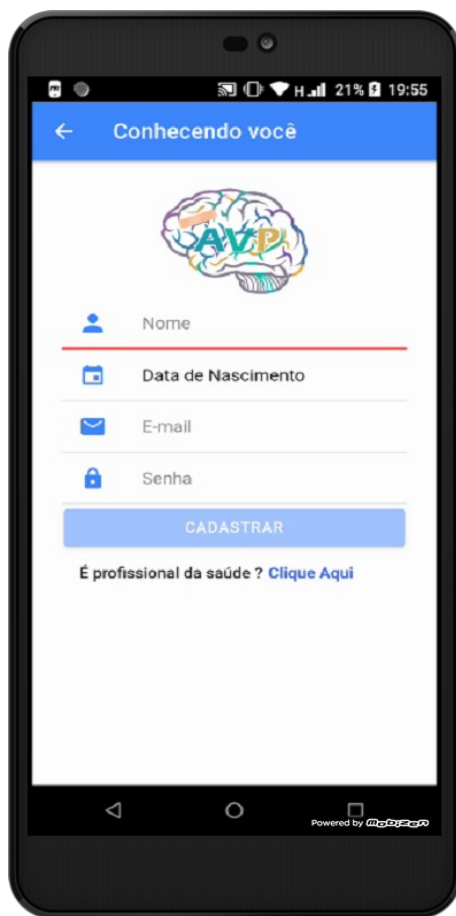 H 21% 19:55
Conhecendo você
AVP
Nome
Data de Nascimento
E-mail
Senha
CADASTRAR
É profissional da saúde ? Clique Aqui
Powered by Mobizen